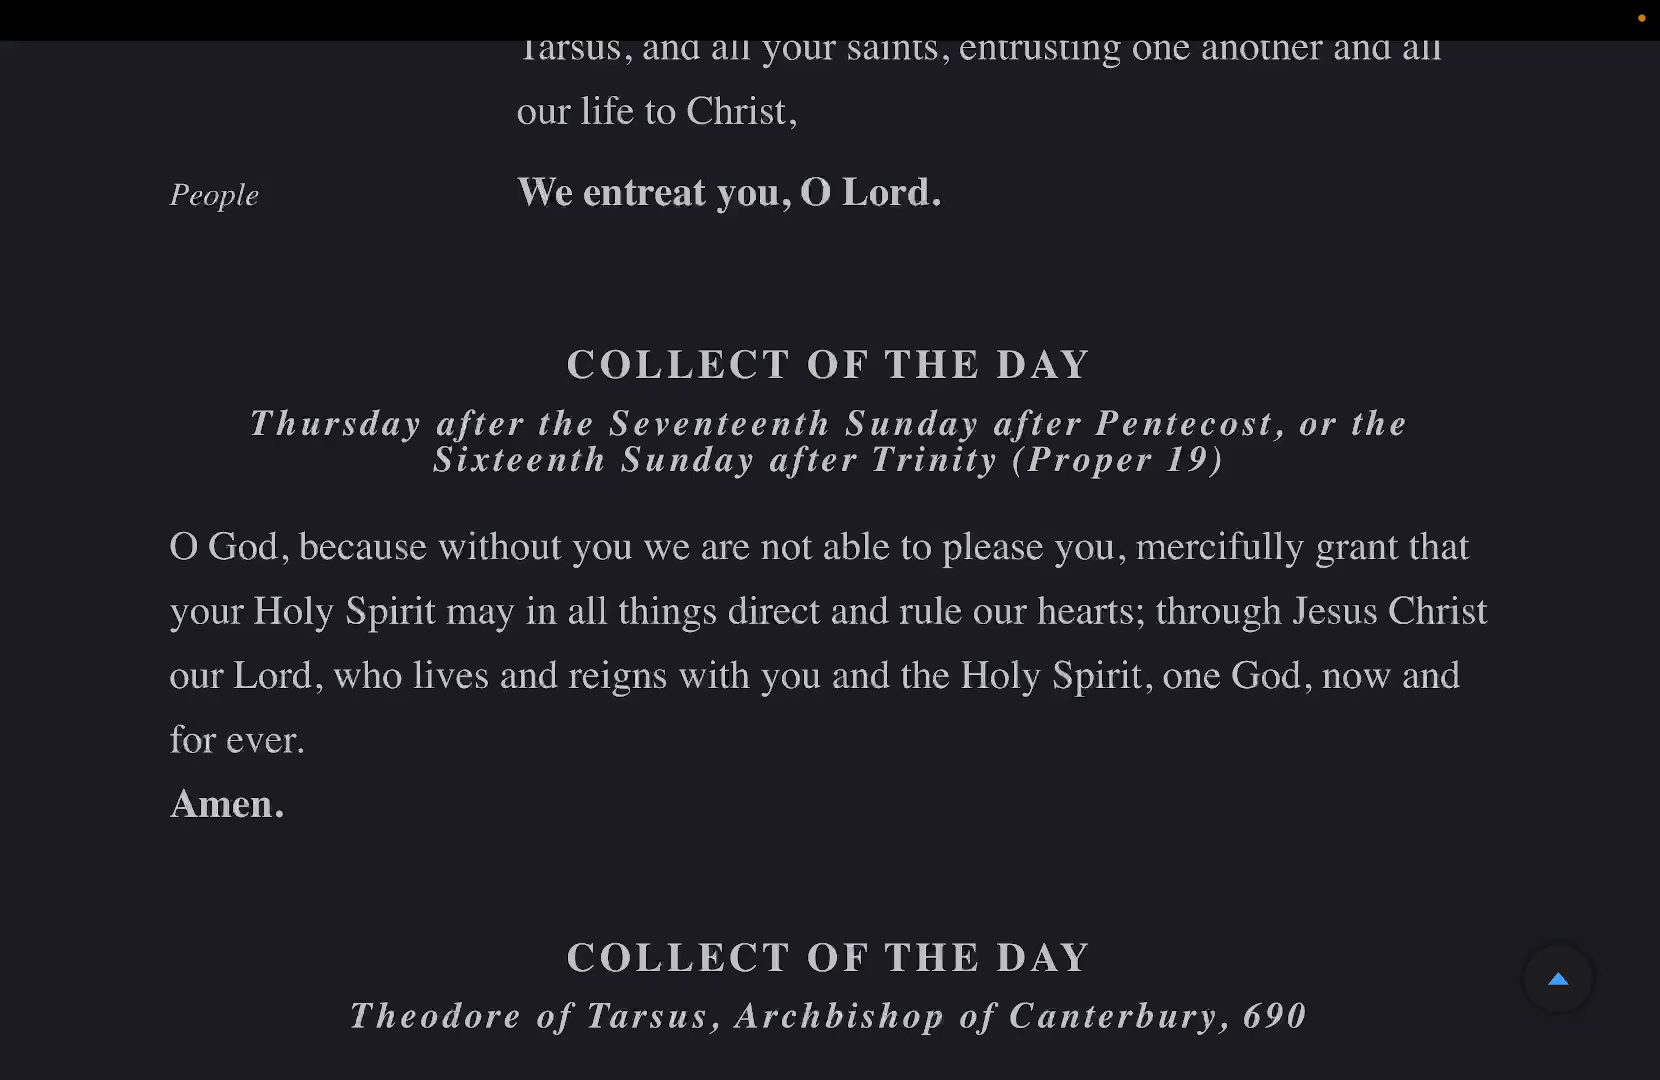 Tarsus, and all your saints, entrusting one another and all
our life to Christ,
People We entreat you, O Lord.
COLLECT OF THE DAY
Thursday after the Seventeenth Sunday after Pentecost, or the
Sixteenth Sunday after Trinity (Proper 19)
O God, because without you we are not able to please you, mercifully grant that
your Holy Spirit may in all things direct and rule our hearts; through Jesus Christ
our Lord, who lives and reigns with you and the Holy Spirit, one God, now and
for ever.
Amen.
COLLECT OF THE DAY
Theodore of Tarsus, Archbishop of Canterbury, 690